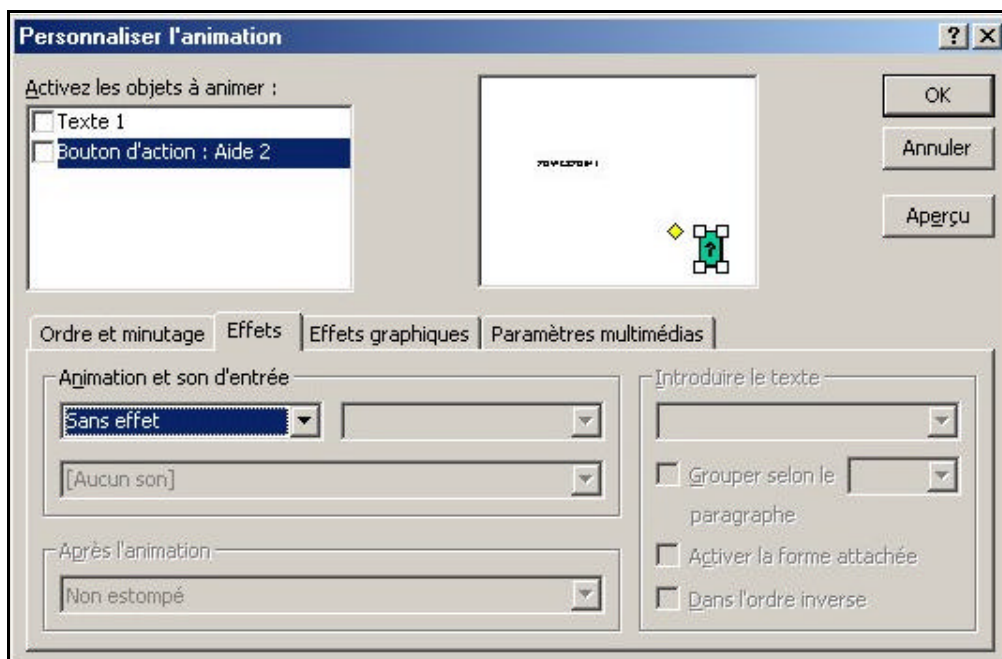 Personnaliser l'animation
Activez les objets à animer :
Texte 1
Bouton d'action : Aide 2
?
OK
Annuler
Aperçu
Ordre et minutage
Effets
Effets graphiques
Paramètres multimédias
Animation et son d'entrée
Sans effet
[Aucun son]
Après l'animation
Non estompé
Introduire le texte
Grouper selon le
paragraphe
Activer la forme attachée
Dans l'ordre inverse